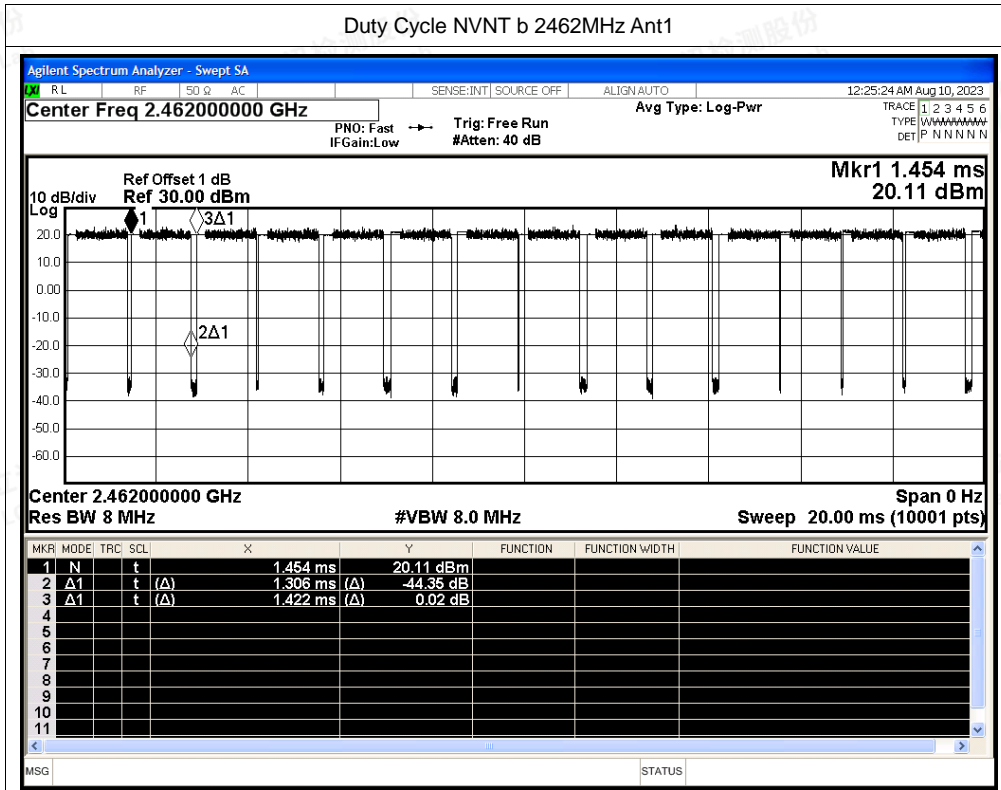 Duty Cycle NVNT b 2462MHz Ant1
Agilent Spectrum Analyzer - Swept SA
LXI RL RF 50 Ω AC SENSE:INT SOURCE OFF ALIGN AUTO 12:25:24 AM Aug 10, 2023
Center Freq 2.462000000 GHz Avg Type: Log-Pwr TRACE 1 2 3 4 5 6
PNO: Fast Trig: Free Run TYPE WWWWWW
IFGain:Low #Atten: 40 dB DET P N N N N N
Mkr1 1.454 ms
Ref Offset 1 dB
10 dB/div Ref 30.00 dBm 20.11 dBm
Log
1 3Δ1
20.0
10.0
0.00
-10.0
2Δ1
-20.0
-30.0
-40.0
-50.0
-60.0
Center 2.462000000 GHz Span 0 Hz
Res BW 8 MHz #VBW 8.0 MHz Sweep 20.00 ms (10001 pts)
MKR MODE TRC SCL X Y FUNCTION FUNCTION WIDTH FUNCTION VALUE
1 N t 1.454 ms 20.11 dBm
2 Δ1 t (Δ) 1.306 ms (Δ) -44.35 dB
3 Δ1 t (Δ) 1.422 ms (Δ) 0.02 dB
4
5
6
7
8
9
10
11
MSG STATUS